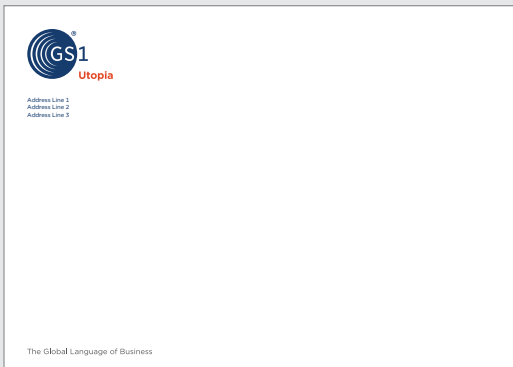 GS1®
Utopia
Address Line 1
Address Line 2
Address Line 3
The Global Language of Business